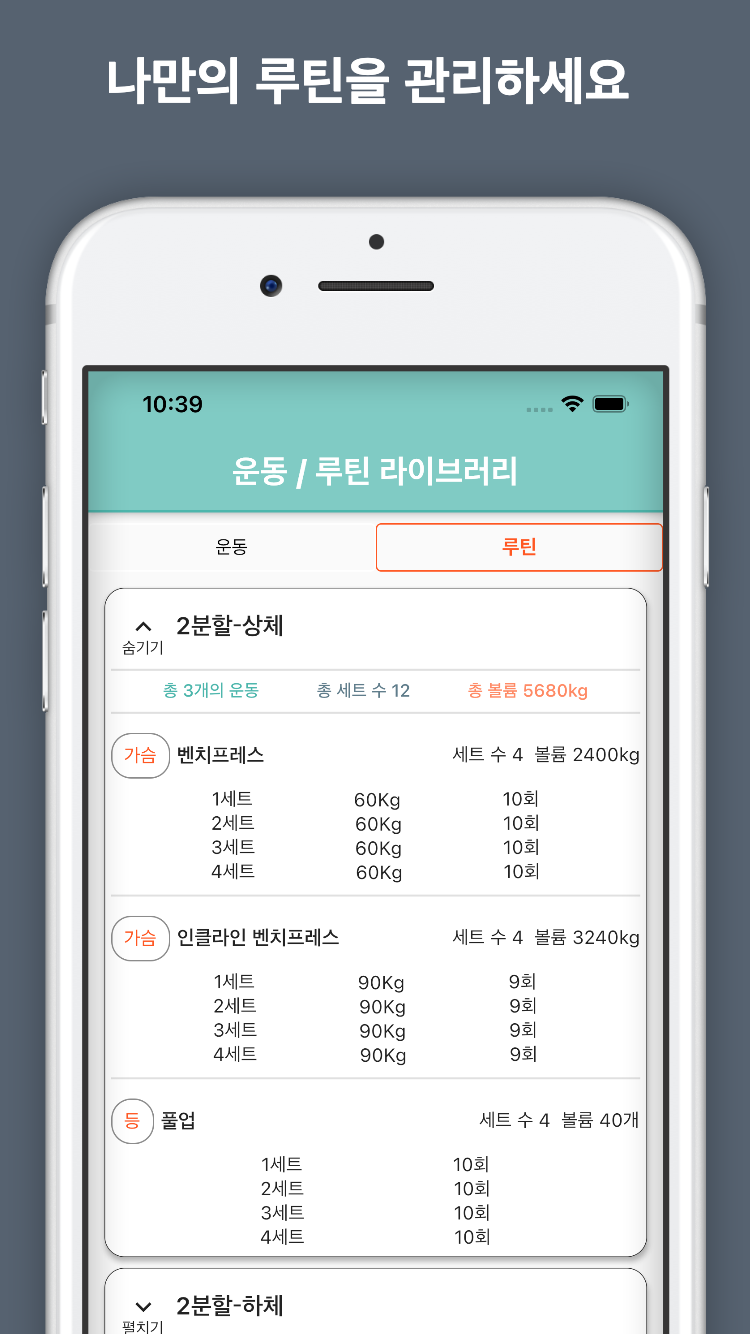 나만의 루틴을 관리하세요
10:39
운동 / 루틴 라이브러리
운동 루틴
2분할-상체
숨기기
총 3개의 운동 총 세트 수 12 총 볼륨 5680kg
가슴 벤치프레스 세트 수 4 볼륨 2400kg
1세트 60Kg 10회
2세트 60Kg 10회
3세트 60Kg 10회
4세트 60Kg 10회
가슴 인클라인 벤치프레스 세트 수 4 볼륨 3240kg
1세트 90Kg 9회
2세트 90Kg 9회
3세트 90Kg 9회
4세트 90Kg 9회
등 풀업 세트 수 4 볼륨 40개
1세트 10회
2세트 10회
3세트 10회
4세트 10회
2분할-하체
펼치기